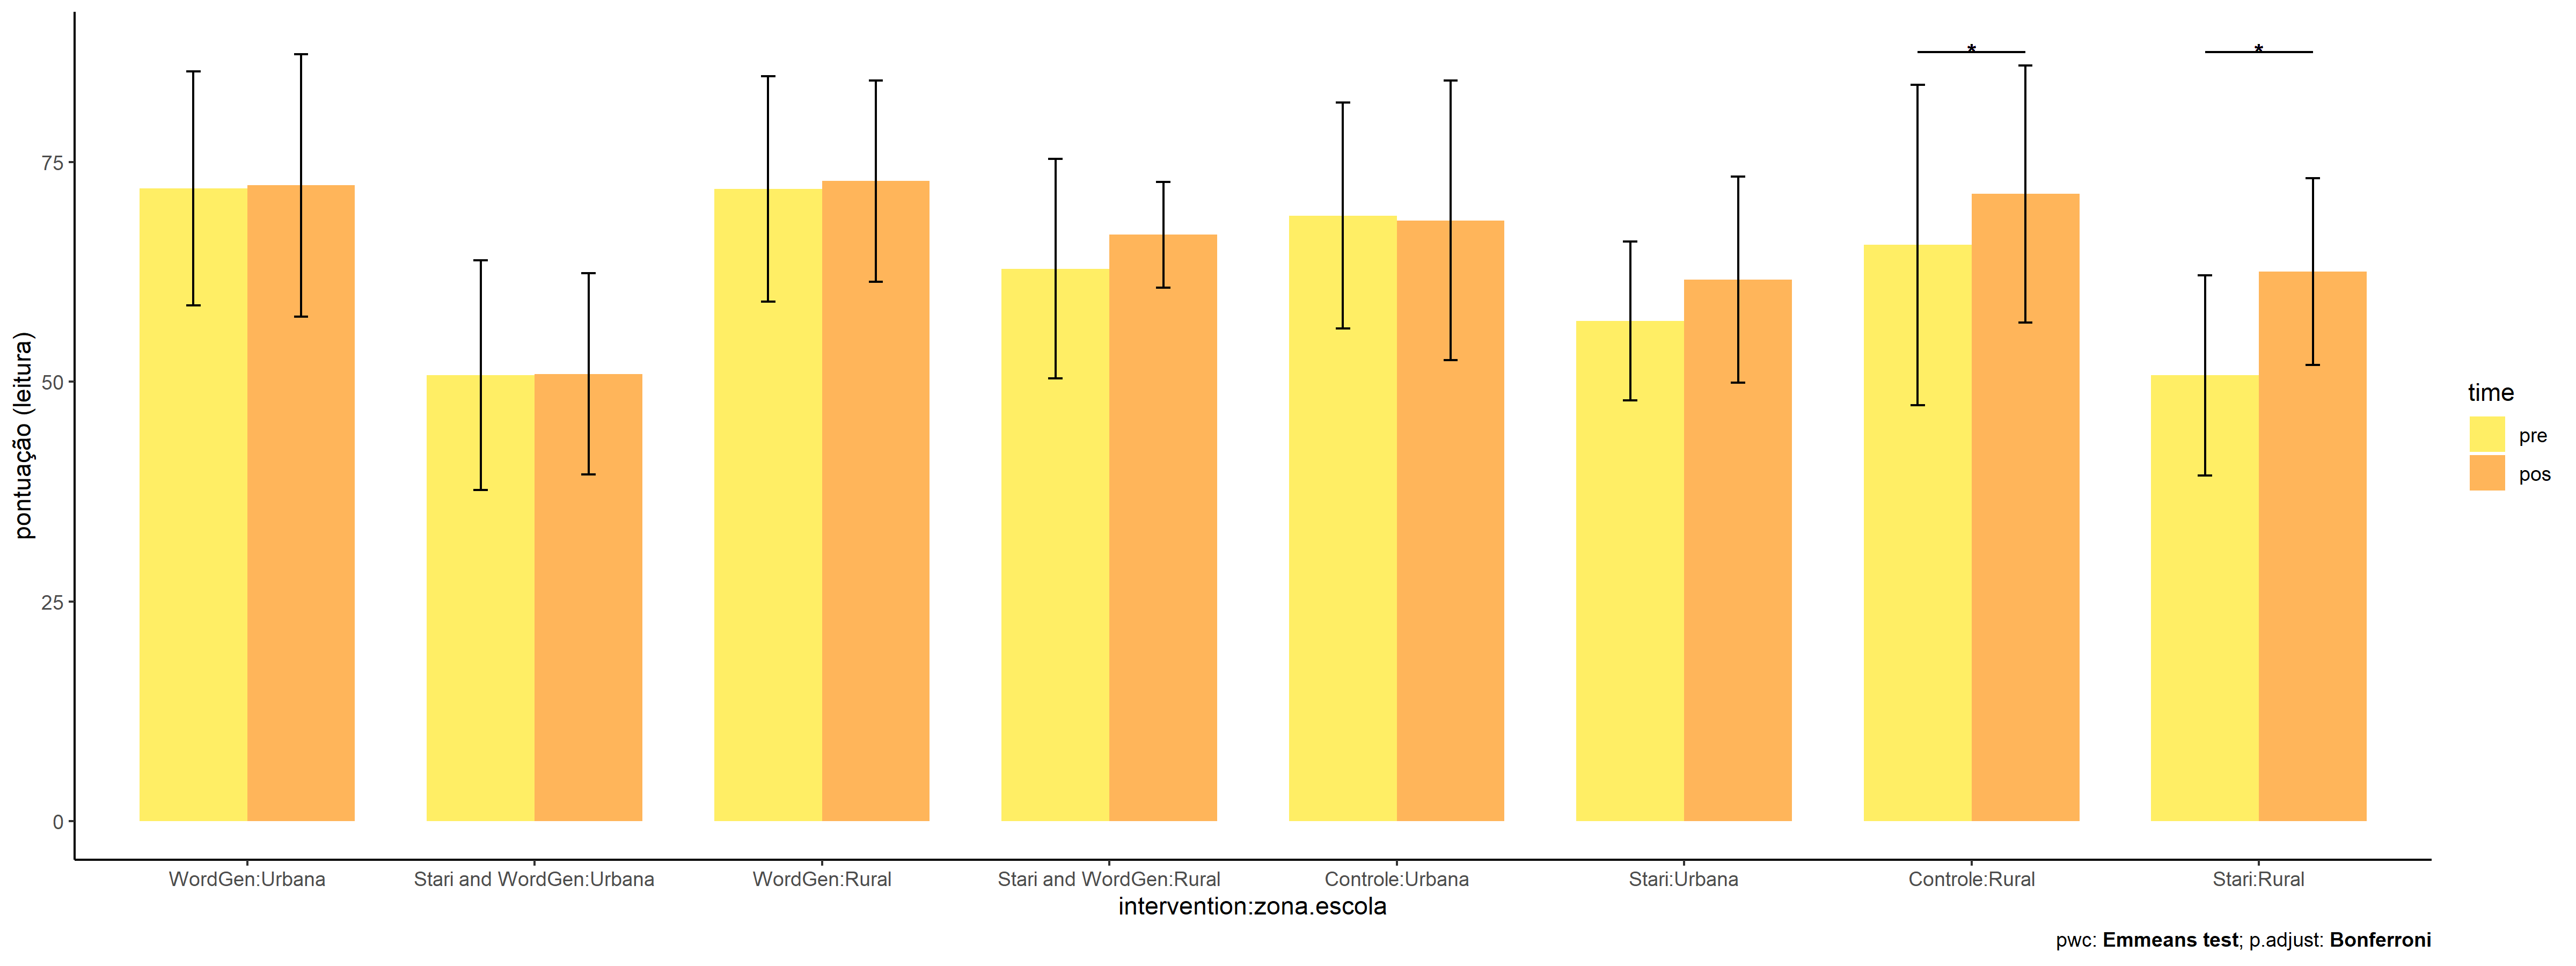 *
*
75
50
25
0
pontuação (leitura)
WordGen:Urbana
Stari and WordGen:Urbana
WordGen:Rural
Stari and WordGen:Rural
Controle:Urbana
Stari:Urbana
Controle:Rural
Stari:Rural
intervention:zona.escola
time
pre
pos
pwc: Emmeans test; p.adjust: Bonferroni